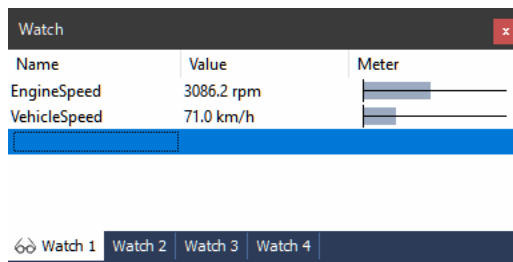 Watch
x
Name Value Meter
EngineSpeed 3086.2 rpm
VehicleSpeed 71.0 km/h
Watch 1 Watch 2 Watch 3 Watch 4